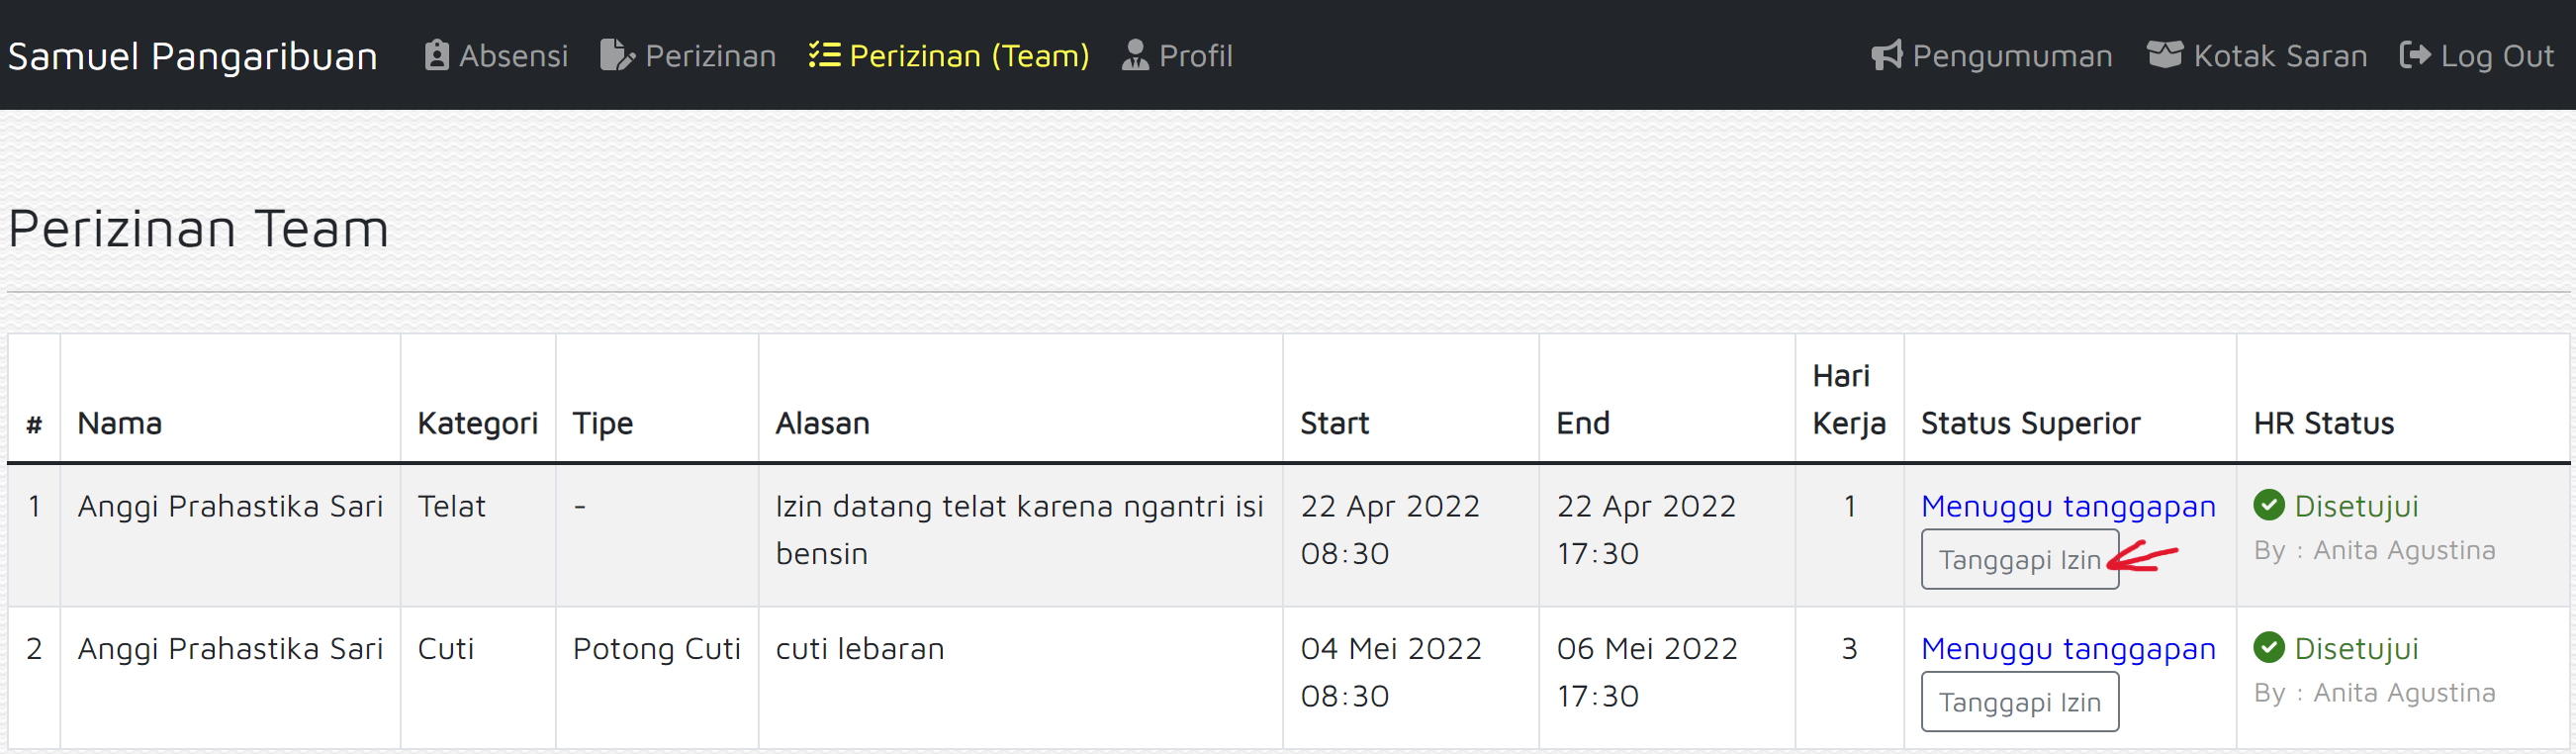 Samuel Pangaribuan Absensi Perizinan Perizinan (Team) Profil Pengumuman Kotak Saran Log Out
Perizinan Team
# Nama Kategori Tipe Alasan Start End Hari Kerja Status Superior HR Status
1 Anggi Prahastika Sari Telat - Izin datang telat karena ngantri isi 22 Apr 2022 22 Apr 2022 1 Menuggu tanggapan Disetujui
bensin 08:30 17:30 Tanggapi Izin By : Anita Agustina
2 Anggi Prahastika Sari Cuti Potong Cuti cuti lebaran 04 Mei 2022 06 Mei 2022 3 Menuggu tanggapan Disetujui
08:30 17:30 Tanggapi Izin By : Anita Agustina